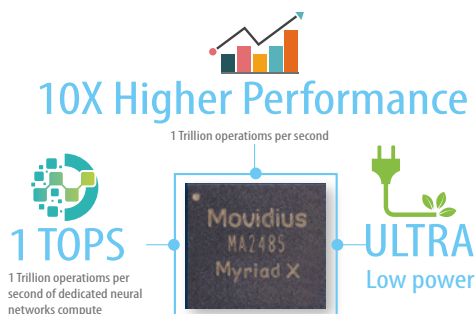 10X Higher Performance
1 Trillion operatioms per second
1 TOPS
1 Trillion operatioms per
second of dedicated neural
networks compute
Movidius
MA2485
Myriad X
ULTRA
Low power